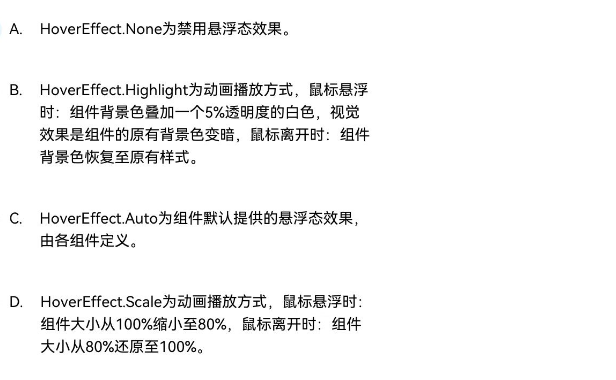 A. HoverEffect.None为禁用悬浮态效果。
B. HoverEffect.Highlight为动画播放方式，鼠标悬浮
时：组件背景色叠加一个5%透明度的白色，视觉
效果是组件的原有背景色变暗，鼠标离开时：组件
背景色恢复至原有样式。
C. HoverEffect.Auto为组件默认提供的悬浮态效果，
由各组件定义。
D. HoverEffect.Scale为动画播放方式，鼠标悬浮时：
组件大小从100%缩小至80%，鼠标离开时：组件
大小从80%还原至100%。